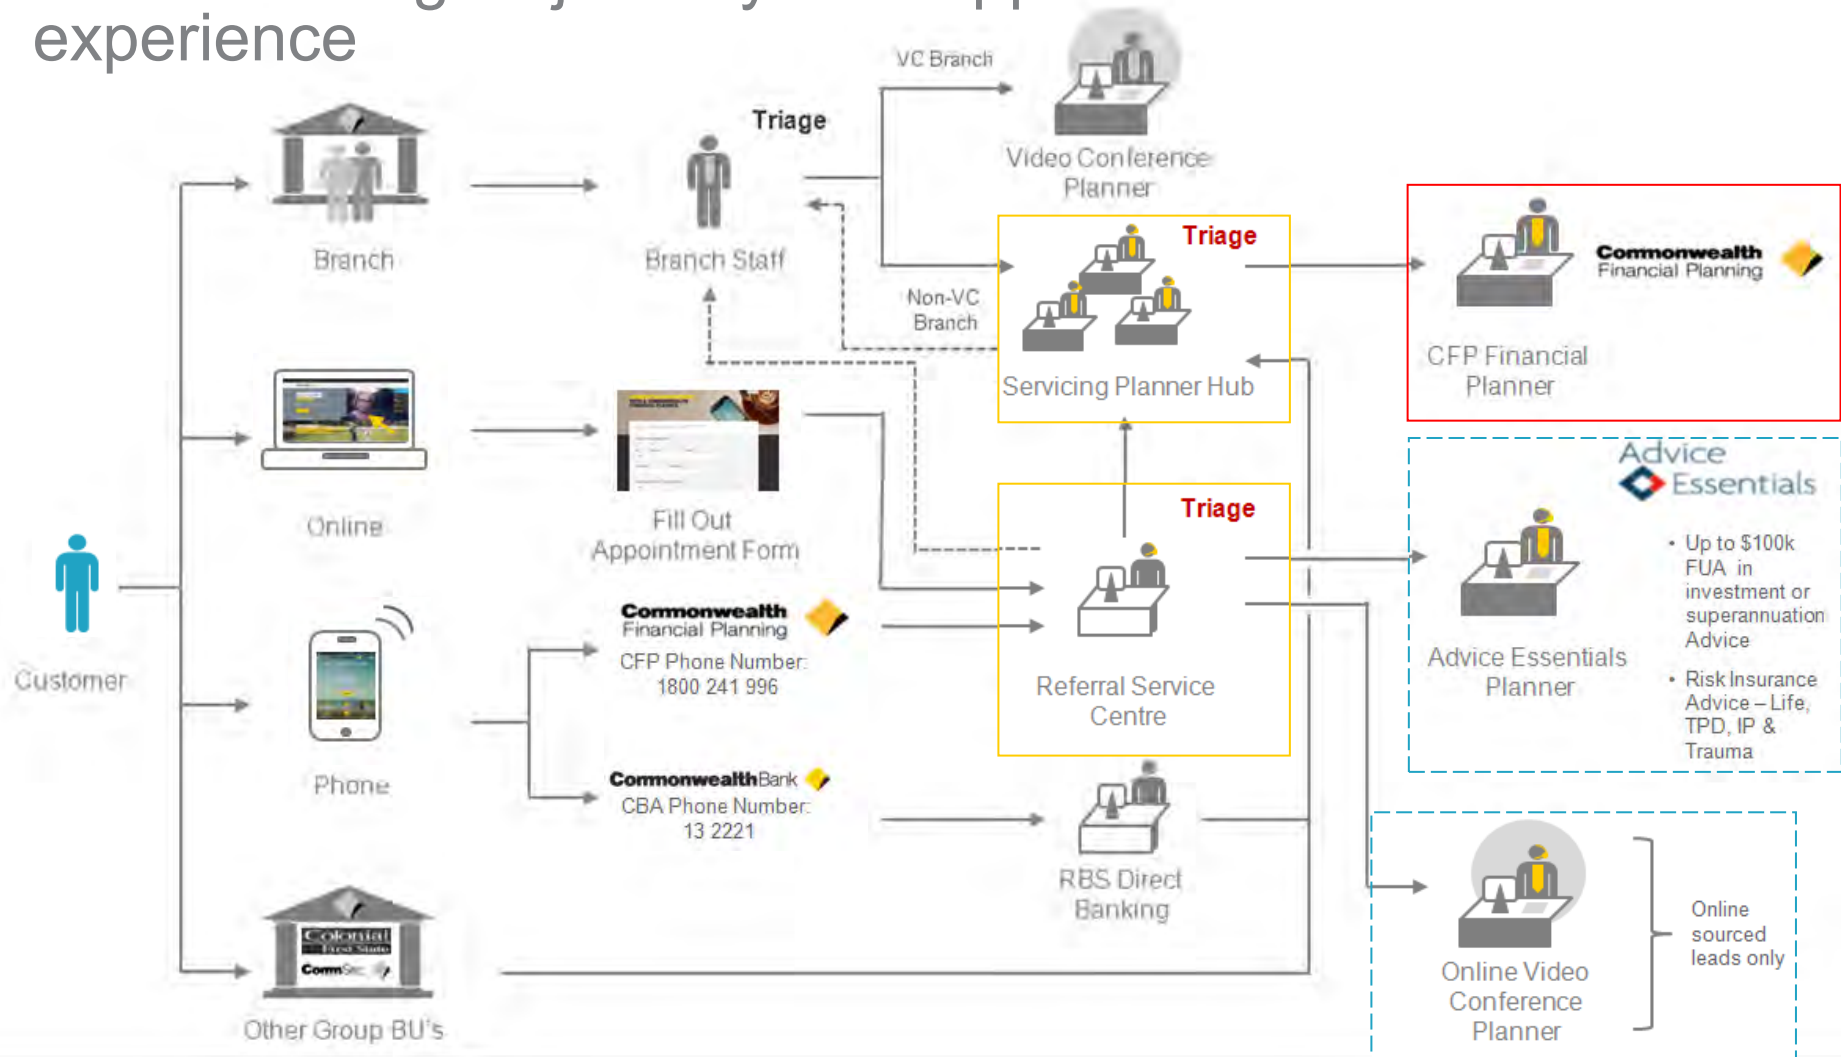 experience
VC Branch
Triage
Video Conference
Planner
Branch
Branch Staff
Non-VC
Branch
Triage
Servicing Planner Hub
Commonwealth
Financial Planning
CFP Financial
Planner
Online
Fill Out
Appointment Form
Triage
Referral Service
Centre
Advice
Essentials
Advice Essentials
Planner
• Up to $100k
FUA in
investment or
superannuation
Advice
• Risk Insurance
Advice – Life,
TPD, IP &
Trauma
Customer
Phone
Commonwealth
Financial Planning
CFP Phone Number:
1800 241 996
CommonwealthBank
CBA Phone Number:
13 2221
RBS Direct
Banking
Colonial
First State
CommSec
Other Group BU's
Online Video
Conference
Planner
Online
sourced
leads only